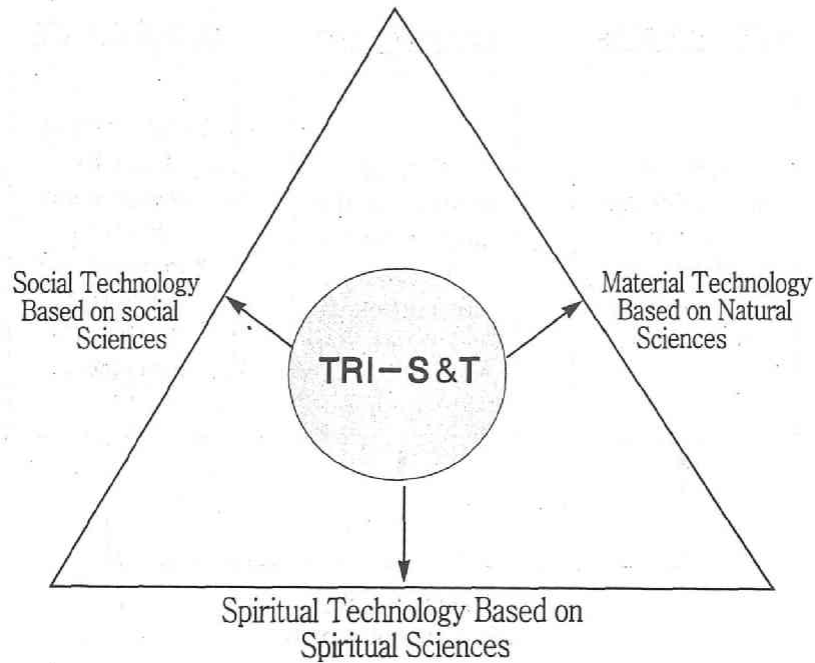 Social Technology
Based on social
Sciences
Material Technology
Based on Natural
Sciences
TRI-S&T
Spiritual Technology Based on
Spiritual Sciences